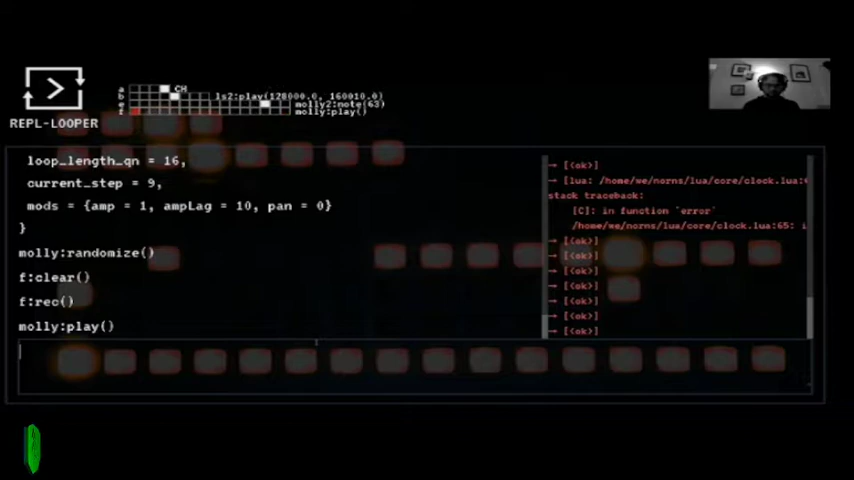 CH
ls2:play(128000.0, 160010.0)
molly2:note(63)
molly:play()
REPL-LOOPER
loop_length_qn = 16,
current_step = 9,
mods = {amp = 1, ampLag = 10, pan = 0}
}
molly:randomize()
f:clear()
f:rec()
molly:play()
→ [(ok)]
→ [lua: /home/we/norns/lua/core/clock.lua:
stack traceback:
[C]: in function `error`
/home/we/norns/lua/core/clock.lua:65: i
→ [(ok)]
→ [(ok)]
→ [(ok)]
→ [(ok)]
→ [(ok)]
→ [(ok)]
→ [(ok)]